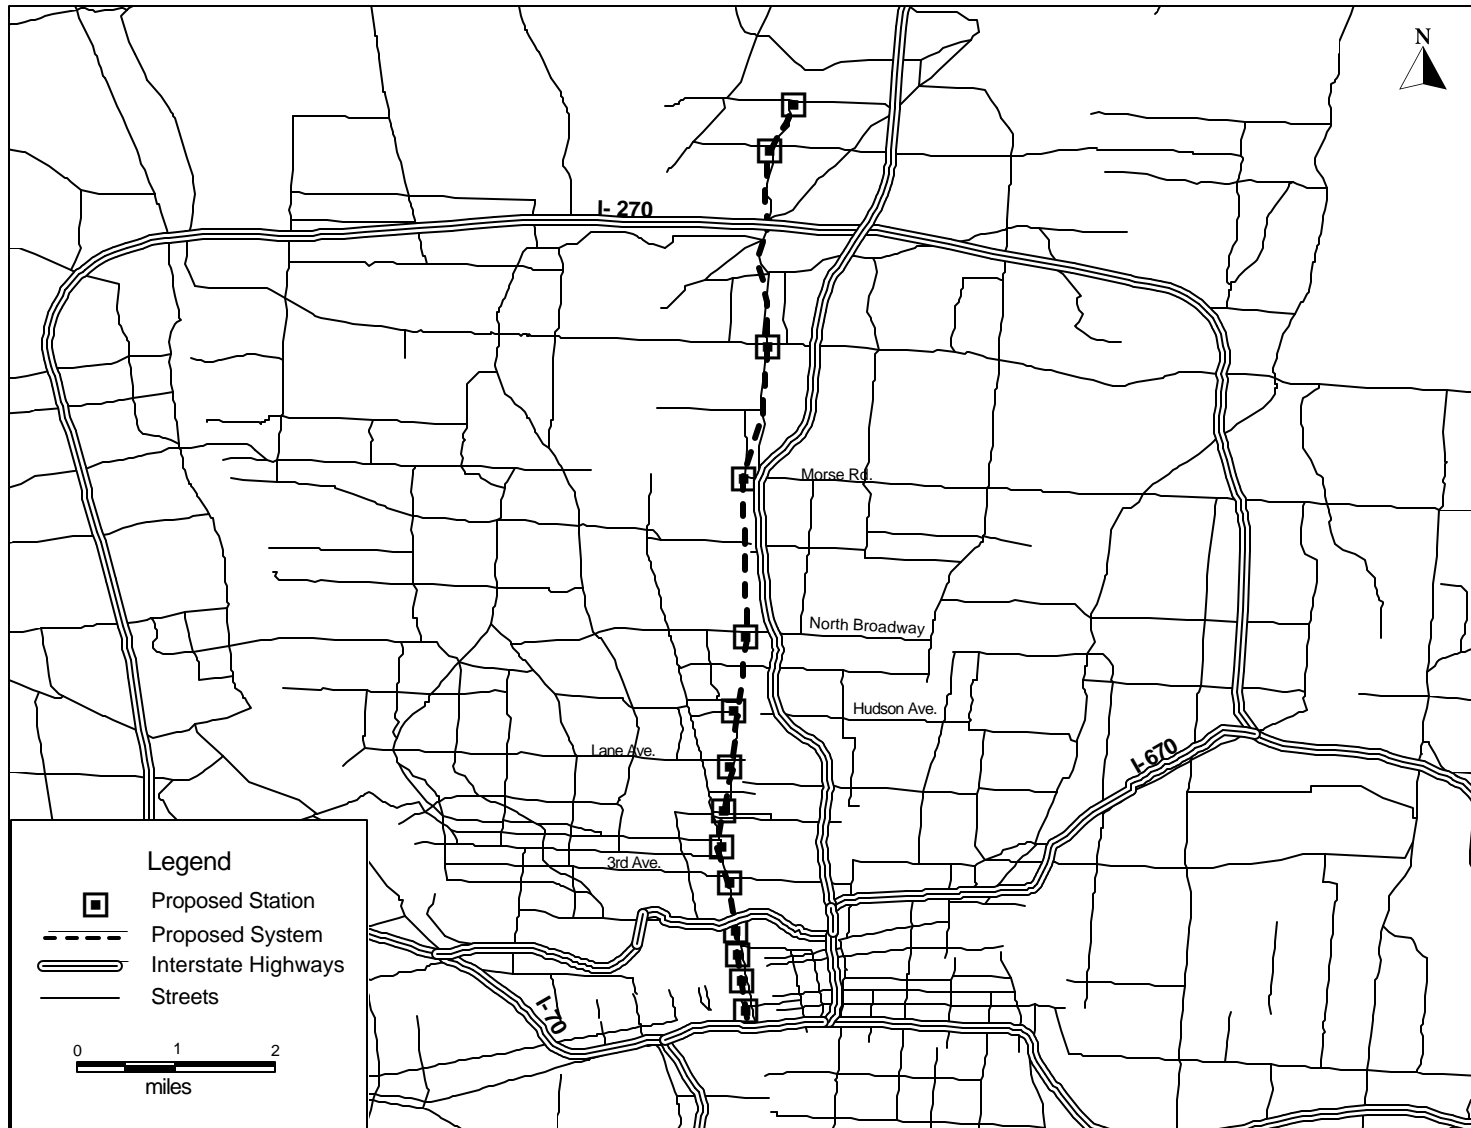 N
I- 270
Morse Rd.
North Broadway
Hudson Ave.
Lane Ave.
I-670
3rd Ave.
I- 70
Legend
Proposed Station
Proposed System
Interstate Highways
Streets
0 1 2
miles